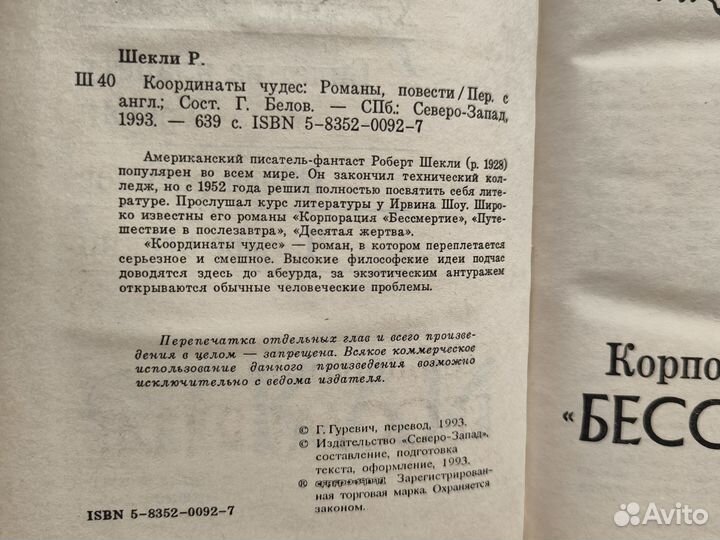 Шекли Р.
Ш 40 Координаты чудес: Романы, повести/Пер. с
англ.; Сост. Г. Белов. — СПб.: Северо-Запад,
1993. — 639 с. ISBN 5-8352-0092-7
Американский писатель-фантаст Роберт Шекли (р. 1928)
популярен во всем мире. Он закончил технический кол-
ледж, но с 1952 года решил полностью посвятить себя лите-
ратуре. Прослушал курс литературы у Ирвина Шоу. Широ-
ко известны его романы «Корпорация «Бессмертие», «Путе-
шествие в послезавтра», «Десятая жертва».
«Координаты чудес» — роман, в котором переплетается
серьезное и смешное. Высокие философские идеи подчас
доводятся здесь до абсурда, за экзотическим антуражем
открываются обычные человеческие проблемы.
Перепечатка отдельных глав и всего произве-
дения в целом — запрещена. Всякое коммерческое
использование данного произведения возможно
исключительно с ведома издателя.
© Г. Гуревич, перевод, 1993.
© Издательство «Северо-Запад»,
составление, подготовка
текста, оформление, 1993.
® Зарегистрирован-
ная торговая марка. Охраняется
законом.
ISBN 5-8352-0092-7
Корпо
«БЕСС
Avito